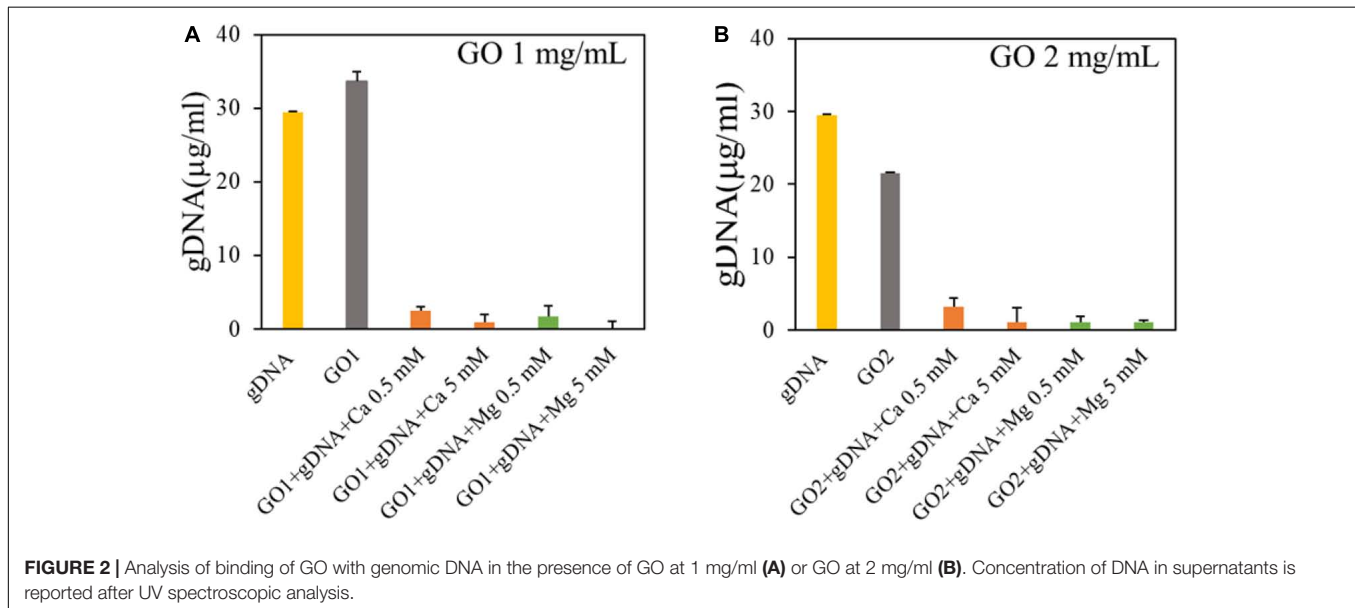 A
GO 1 mg/mL
gDNA(µg/ml)
40
30
20
10
0
gDNA
GO1
GO1+gDNA+Ca 0.5 mM
GO1+gDNA+Ca 5 mM
GO1+gDNA+Mg 0.5 mM
GO1+gDNA+Mg 5 mM
B
GO 2 mg/mL
gDNA(µg/ml)
40
30
20
10
0
gDNA
GO2
GO2+gDNA+Ca 0.5 mM
GO2+gDNA+Ca 5 mM
GO2+gDNA+Mg 0.5 mM
GO2+gDNA+Mg 5 mM
FIGURE 2 | Analysis of binding of GO with genomic DNA in the presence of GO at 1 mg/ml (A) or GO at 2 mg/ml (B). Concentration of DNA in supernatants is
reported after UV spectroscopic analysis.